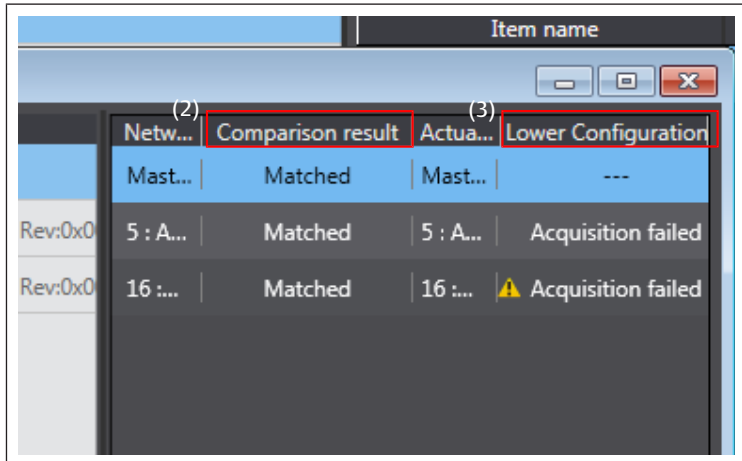 Item name
(2) (3)
Netw... Comparison result Actua... Lower Configuration
Mast... Matched Mast... ---
Rev:0x0 5 : A... Matched 5 : A... Acquisition failed
Rev:0x0 16 :... Matched 16 :... Acquisition failed